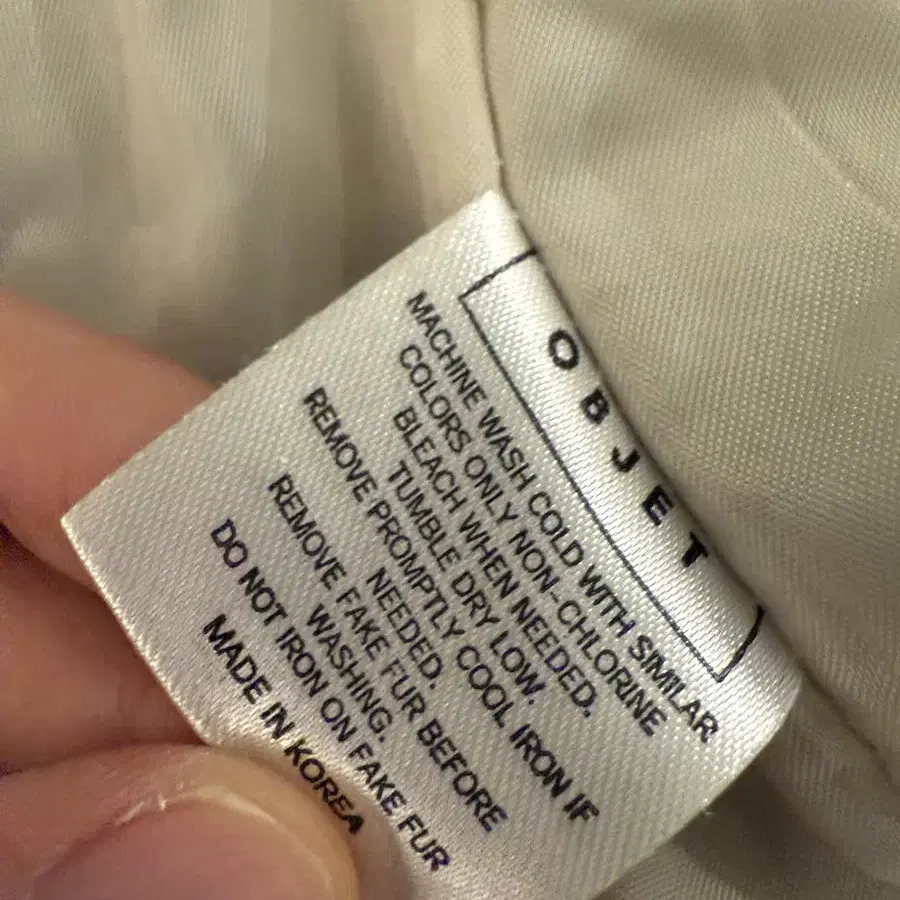 OBJET
MACHINE WASH COLD WITH SIMILAR
COLORS ONLY NON-CHLORINE
BLEACH WHEN NEEDED.
TUMBLE DRY LOW.
REMOVE PROMPTLY COOL IRON IF
NEEDED.
REMOVE FAKE FUR BEFORE
WASHING.
DO NOT IRON ON FAKE FUR
MADE IN KOREA